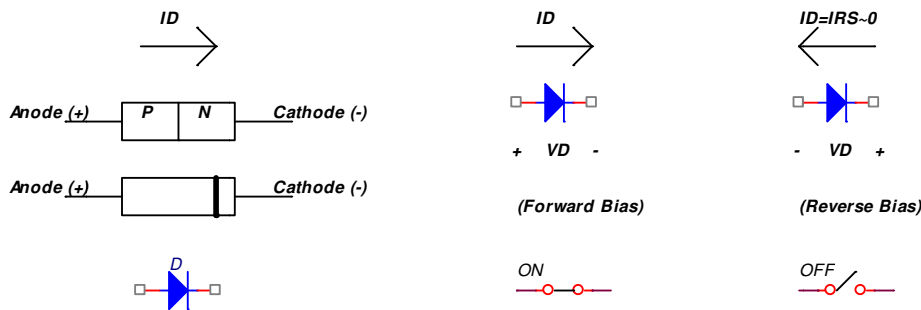 ID
ID
ID=IRS~0
Anode (+) P N Cathode (-)
+ VD -
- VD +
Anode (+) Cathode (-)
(Forward Bias)
(Reverse Bias)
D
ON
OFF